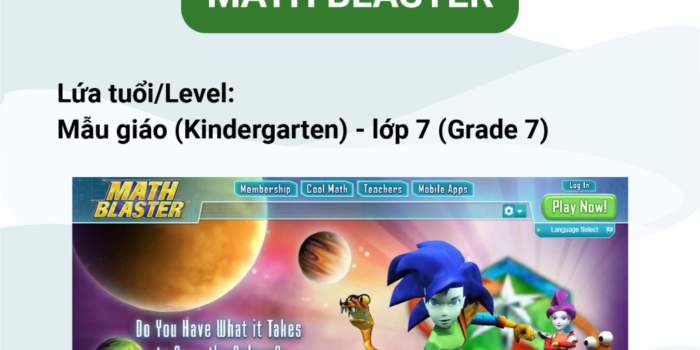 MATH BLASTER
Lứa tuổi/Level:
Mẫu giáo (Kindergarten) - lớp 7 (Grade 7)
MATH BLASTER
Membership Cool Math Teachers Mobile Apps
Log In
Play Now!
Language Select
Do You Have What it Takes